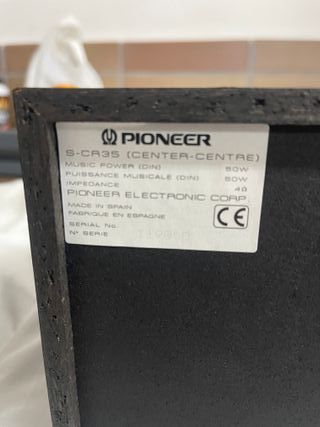 PIONEER
S-CR35 (CENTER-CENTRE)
MUSIC POWER (DIN) 50W
PUISSANCE MUSICALE (DIN) 50W
IMPEDANCE 4Ω
PIONEER ELECTRONIC CORP.
MADE IN SPAIN
FABRIQUE EN ESPAGNE
CE
SERIAL No.
N° SERIE